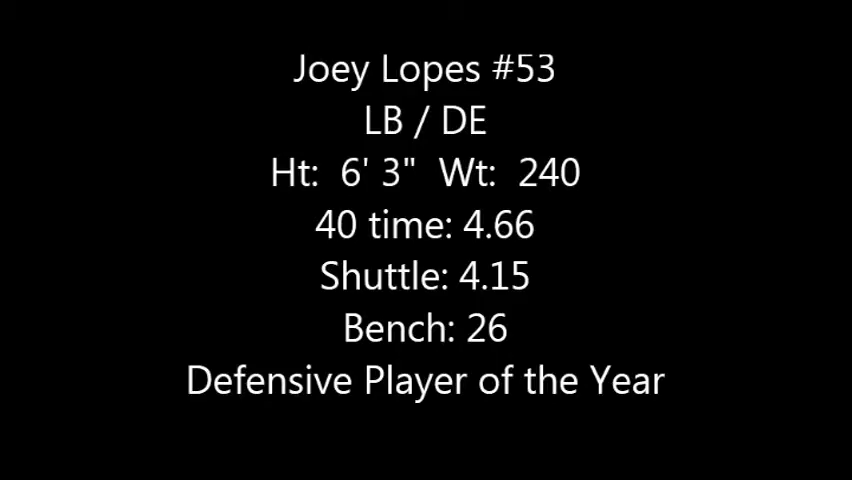 Joey Lopes #53
LB / DE
Ht:  6' 3"  Wt:  240
40 time: 4.66
Shuttle: 4.15
Bench: 26
Defensive Player of the Year